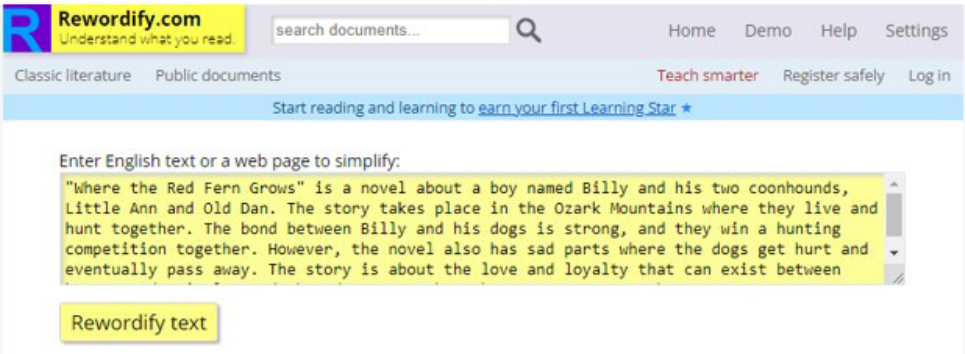 Rewordify.com
Understand what you read.
search documents...
Home Demo Help Settings
Classic literature Public documents
Teach smarter Register safely Log in
Start reading and learning to earn your first Learning Star ★
Enter English text or a web page to simplify:
"Where the Red Fern Grows" is a novel about a boy named Billy and his two coonhounds,
Little Ann and Old Dan. The story takes place in the Ozark Mountains where they live and
hunt together. The bond between Billy and his dogs is strong, and they win a hunting
competition together. However, the novel also has sad parts where the dogs get hurt and
eventually pass away. The story is about the love and loyalty that can exist between
Rewordify text